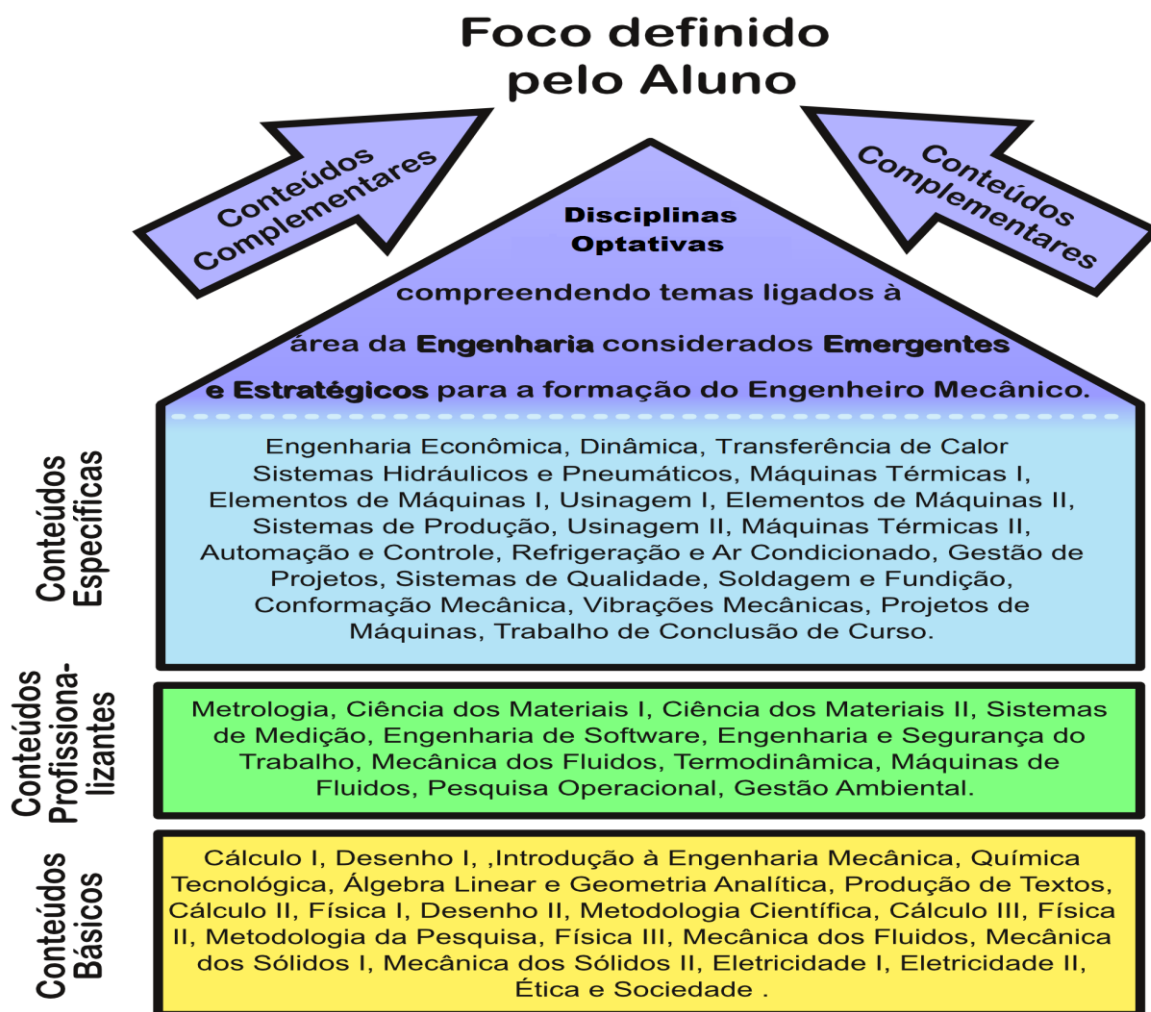 Foco definido
pelo Aluno
Conteúdos
Complementares
Conteúdos
Complementares
Disciplinas
Optativas
compreendendo temas ligados à
área da Engenharia considerados Emergentes
e Estratégicos para a formação do Engenheiro Mecânico.
Conteúdos
Específicas
Engenharia Econômica, Dinâmica, Transferência de Calor
Sistemas Hidráulicos e Pneumáticos, Máquinas Térmicas I,
Elementos de Máquinas I, Usinagem I, Elementos de Máquinas II,
Sistemas de Produção, Usinagem II, Máquinas Térmicas II,
Automação e Controle, Refrigeração e Ar Condicionado, Gestão de
Projetos, Sistemas de Qualidade, Soldagem e Fundição,
Conformação Mecânica, Vibrações Mecânicas, Projetos de
Máquinas, Trabalho de Conclusão de Curso.
Conteúdos
Profissiona-
lizantes
Metrologia, Ciência dos Materiais I, Ciência dos Materiais II, Sistemas
de Medição, Engenharia de Software, Engenharia e Segurança do
Trabalho, Mecânica dos Fluidos, Termodinâmica, Máquinas de
Fluidos, Pesquisa Operacional, Gestão Ambiental.
Conteúdos
Básicos
Cálculo I, Desenho I, ,Introdução à Engenharia Mecânica, Química
Tecnológica, Álgebra Linear e Geometria Analítica, Produção de Textos,
Cálculo II, Física I, Desenho II, Metodologia Científica, Cálculo III, Física
II, Metodologia da Pesquisa, Física III, Mecânica dos Fluidos, Mecânica
dos Sólidos I, Mecânica dos Sólidos II, Eletricidade I, Eletricidade II,
Ética e Sociedade .